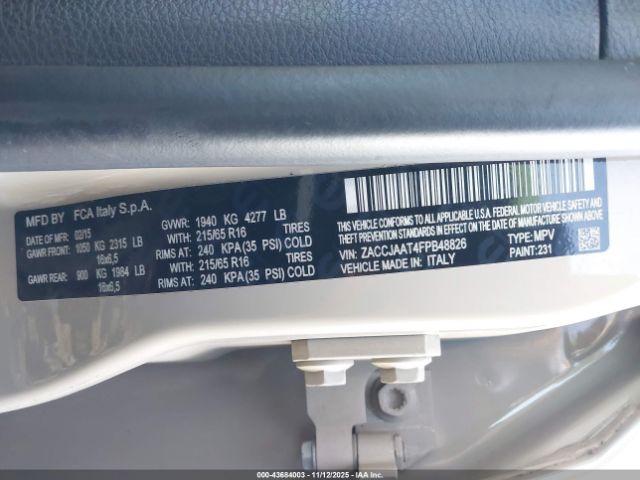 MFD BY FCA Italy S.p.A.
DATE OF MFR: 02/15
GAWR FRONT: 1050 KG 2315 LB
16x6,5
GAWR REAR: 900 KG 1984 LB
16x6,5
GVWR: 1940 KG 4277 LB
WITH: 215/65 R16
RIMS AT: 240 KPA (35 PSI) COLD
WITH: 215/65 R16
RIMS AT: 240 KPA (35 PSI) COLD
THIS VEHICLE CONFORMS TO ALL APPLICABLE U.S.A. FEDERAL
MOTOR VEHICLE SAFETY, BUMPER, AND THEFT PREVENTION
STANDARDS IN EFFECT ON THE DATE OF MANUFACTURE SHOWN ABOVE
VIN: ZACCJAAT4FPB48826
TYPE: MPV
VEHICLE MADE IN: ITALY
PAINT: 231
000-43684003 | 11/12/2025 | IAA Inc.